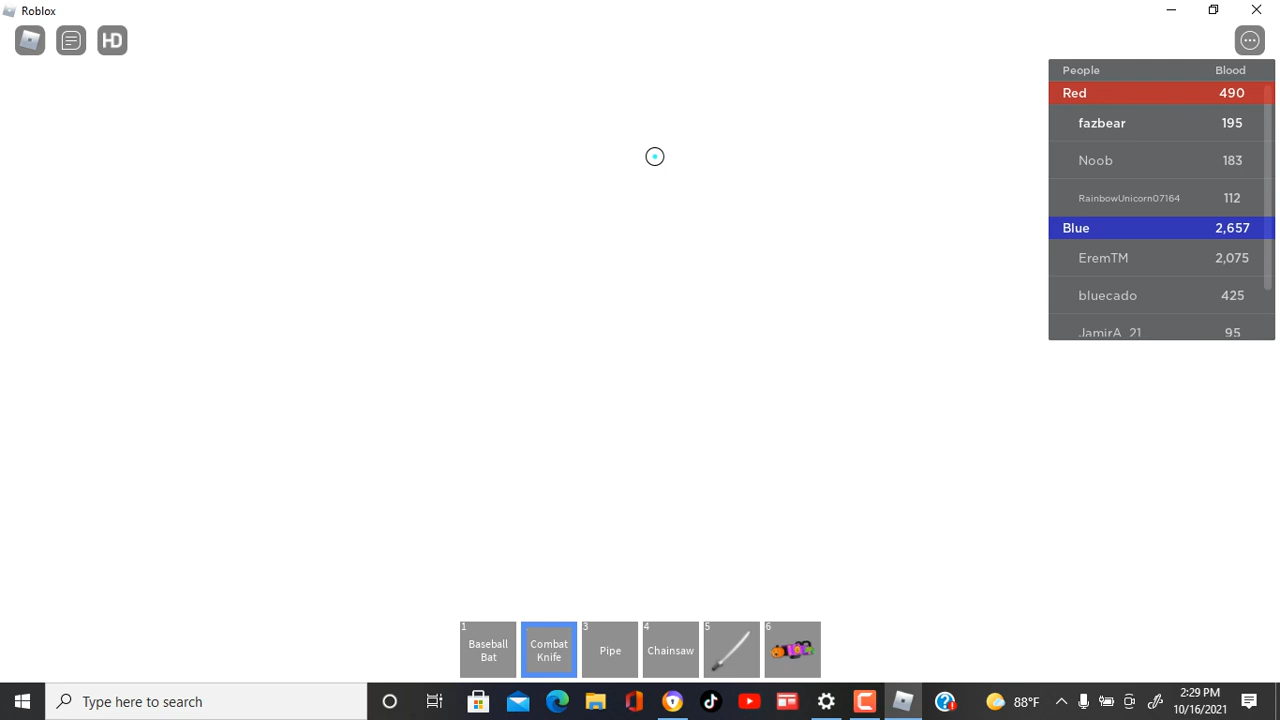 Roblox
HD
People Blood
Red 490
fazbear 195
Noob 183
RainbowUnicorn07164 112
Blue 2,657
EremTM 2,075
bluecado 425
JamirA_21 95
1 Baseball Bat
Combat Knife
3 Pipe
4 Chainsaw
5
6
Type here to search
88°F
2:29 PM
10/16/2021